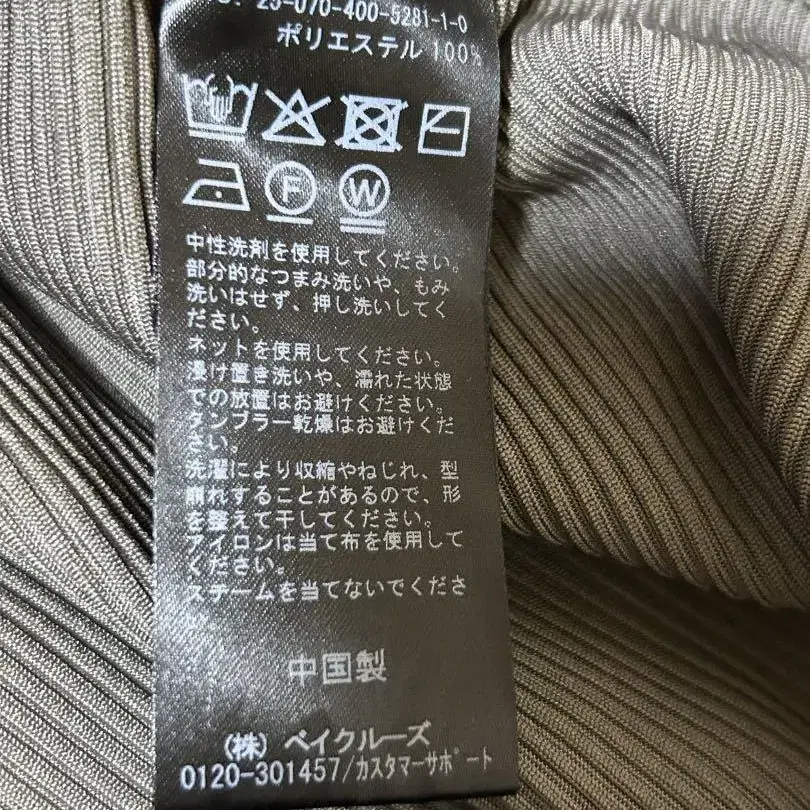 23-070-400-5281-1-0
ポリエステル 100%
F W
中性洗剤を使用してください。
部分的なつまみ洗いや、もみ
洗いはせず、押し洗いしてく
ださい。
ネットを使用してください。
浸け置き洗いや、濡れた状態
での放置はお避けください。
タンブラー乾燥はお避けくだ
さい。
洗濯により収縮やねじれ、型
崩れすることがあるので、形
を整えて干してください。
アイロンは当て布を使用して
ください。
スチームを当てないでくださ
い。
中国製
(株) ベイクルーズ
0120-301457/カスタマーサポート